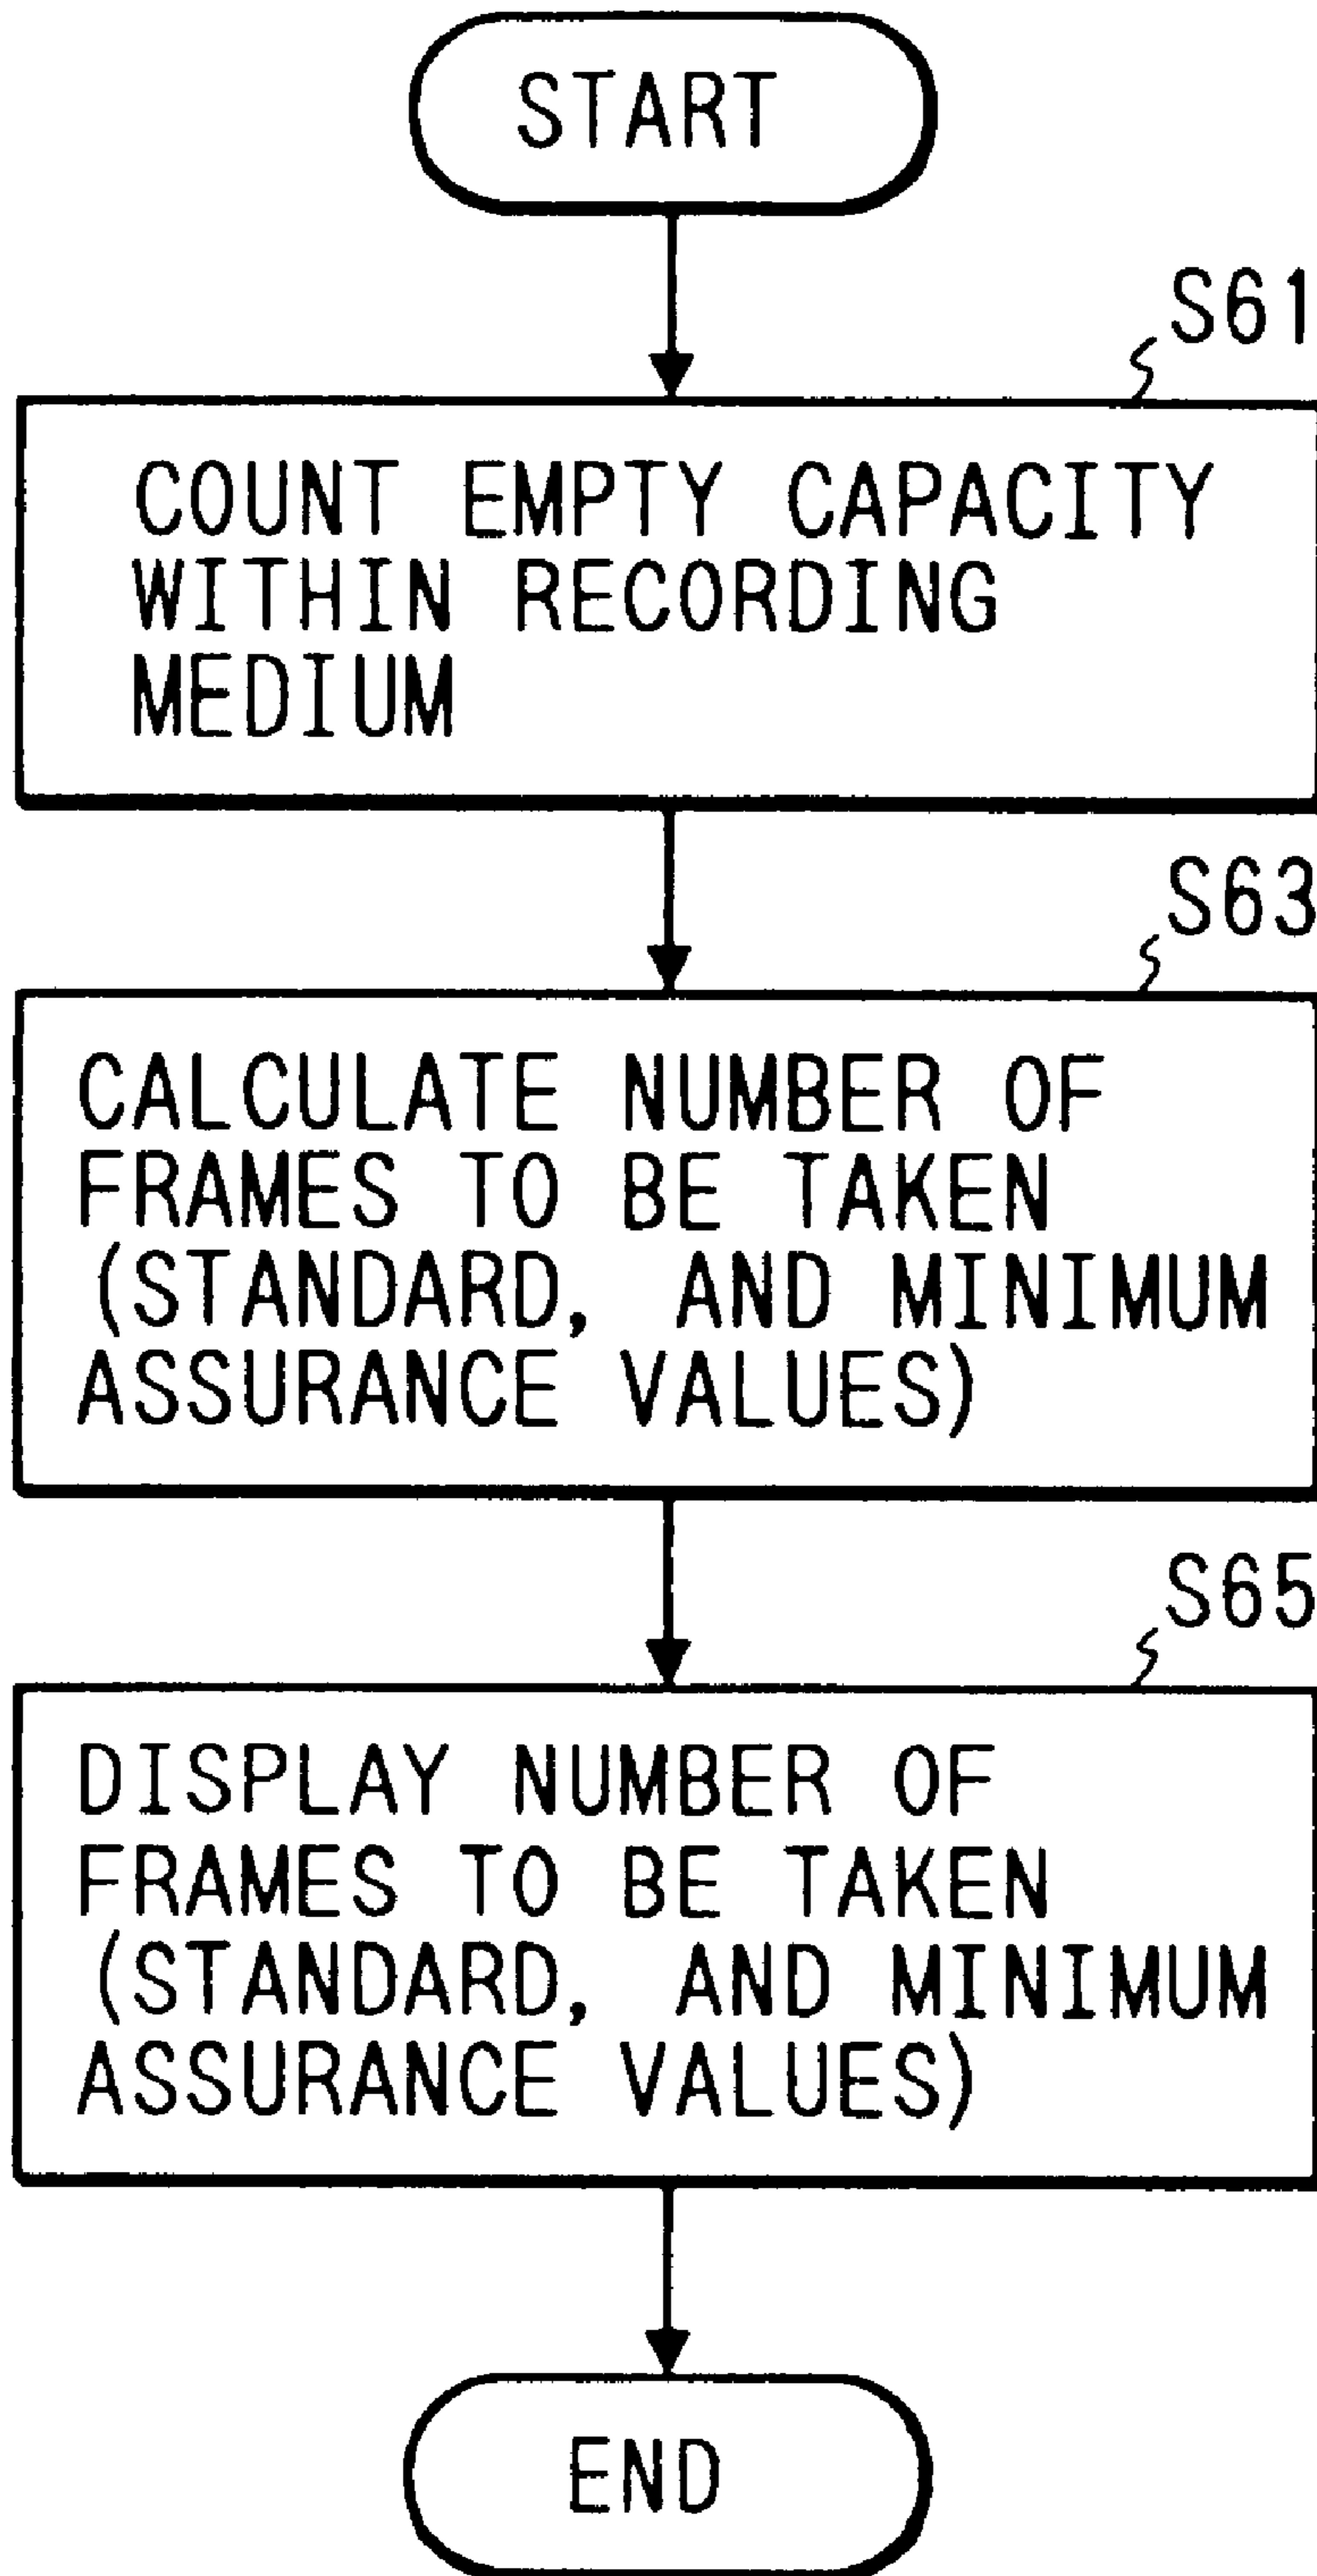 START
S61
COUNT EMPTY CAPACITY
WITHIN RECORDING
MEDIUM
S63
CALCULATE NUMBER OF
FRAMES TO BE TAKEN
(STANDARD, AND MINIMUM
ASSURANCE VALUES)
S65
DISPLAY NUMBER OF
FRAMES TO BE TAKEN
(STANDARD, AND MINIMUM
ASSURANCE VALUES)
END